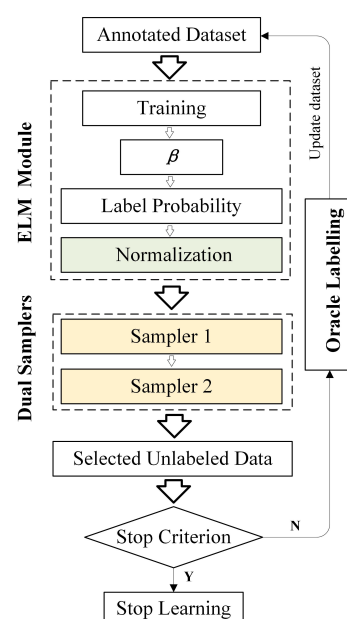 Annotated Dataset
Update dataset
ELM Module
Training
β
Label Probability
Normalization
Oracle Labelling
Dual Samplers
Sampler 1
Sampler 2
Selected Unlabeled Data
Stop Criterion
N
Y
Stop Learning